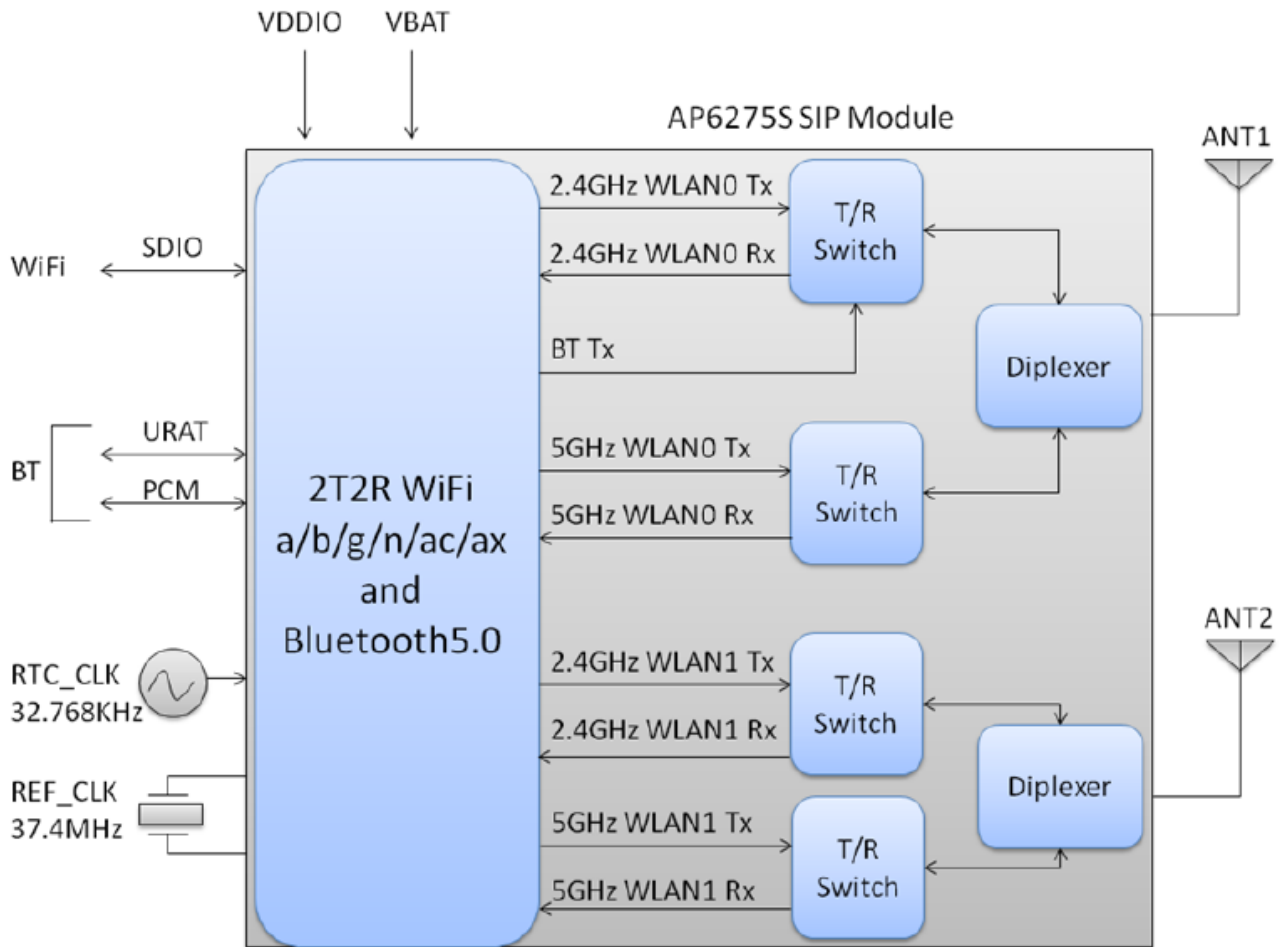 VDDIO
VBAT
AP6275S SIP Module
ANT1
WiFi
SDIO
2.4GHz WLAN0 Tx
2.4GHz WLAN0 Rx
T/R
Switch
BT Tx
Diplexer
BT
URAT
PCM
2T2R WiFi
a/b/g/n/ac/ax
and
Bluetooth5.0
5GHz WLAN0 Tx
5GHz WLAN0 Rx
T/R
Switch
ANT2
RTC_CLK
32.768KHz
2.4GHz WLAN1 Tx
2.4GHz WLAN1 Rx
T/R
Switch
Diplexer
REF_CLK
37.4MHz
5GHz WLAN1 Tx
5GHz WLAN1 Rx
T/R
Switch